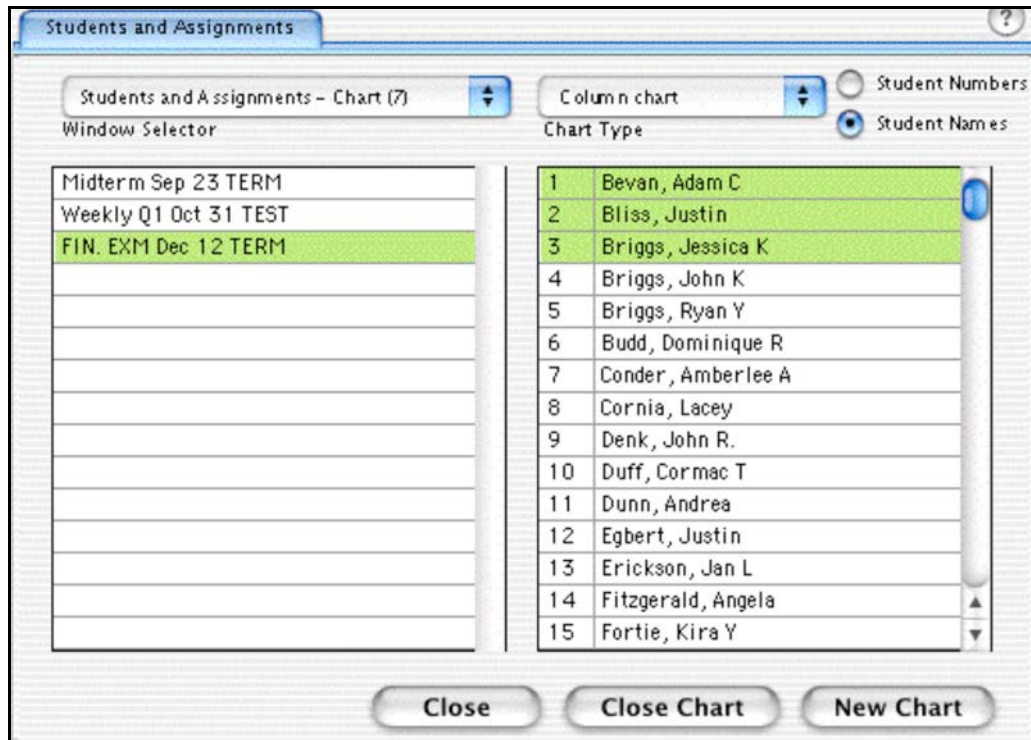 Students and Assignments
?
Students and Assignments - Chart (7)
Window Selector
Column chart
Chart Type
Student Numbers
Student Names
Midterm Sep 23 TERM
Weekly Q1 Oct 31 TEST
FIN. EXM Dec 12 TERM
1 Bevan, Adam C
2 Bliss, Justin
3 Briggs, Jessica K
4 Briggs, John K
5 Briggs, Ryan Y
6 Budd, Dominique R
7 Conder, Amberlee A
8 Cornia, Lacey
9 Denk, John R.
10 Duff, Cormac T
11 Dunn, Andrea
12 Egbert, Justin
13 Erickson, Jan L
14 Fitzgerald, Angela
15 Fortie, Kira Y
Close
Close Chart
New Chart